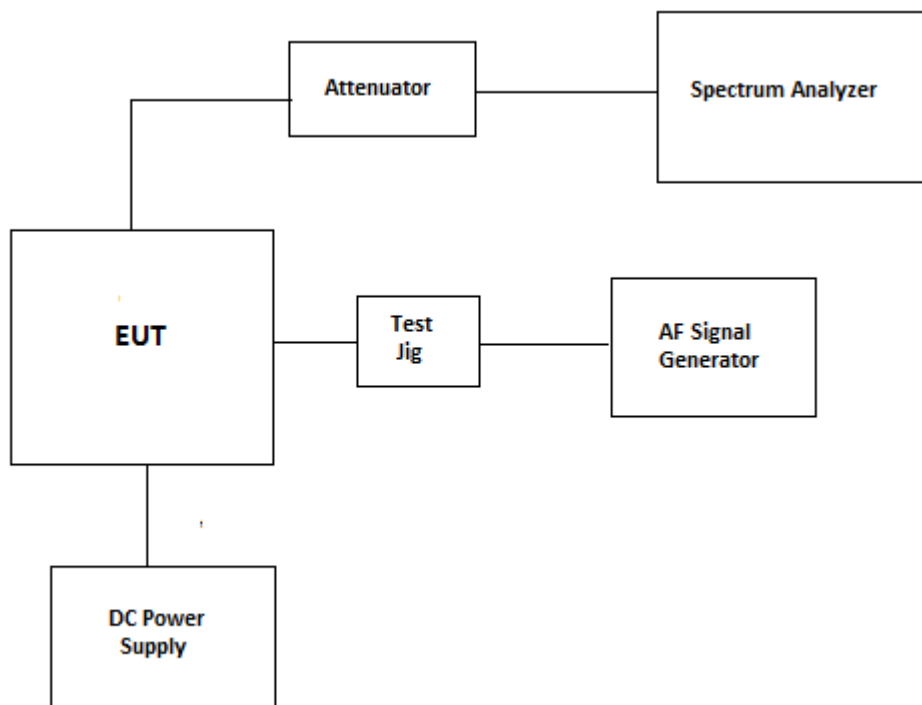 Attenuator
Spectrum Analyzer
EUT
Test
Jig
AF Signal
Generator
DC Power
Supply